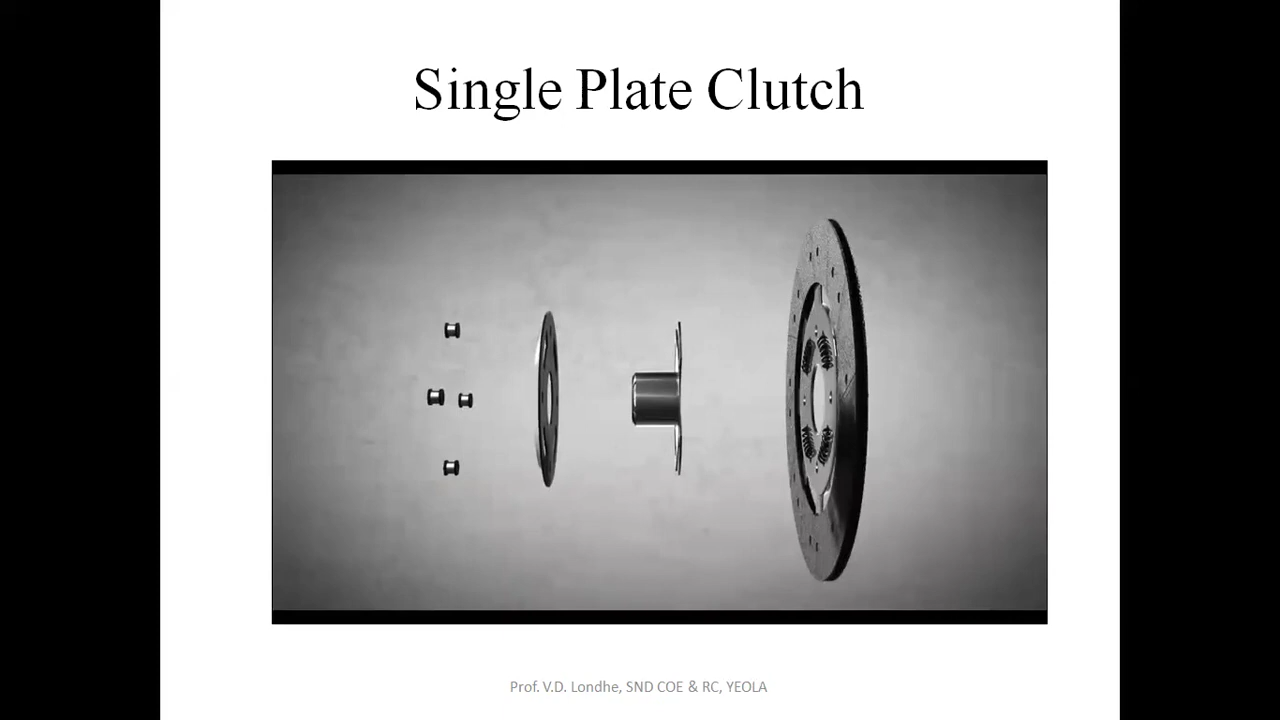 Single Plate Clutch
Prof. V.D. Londhe, SND COE & RC, YEOLA